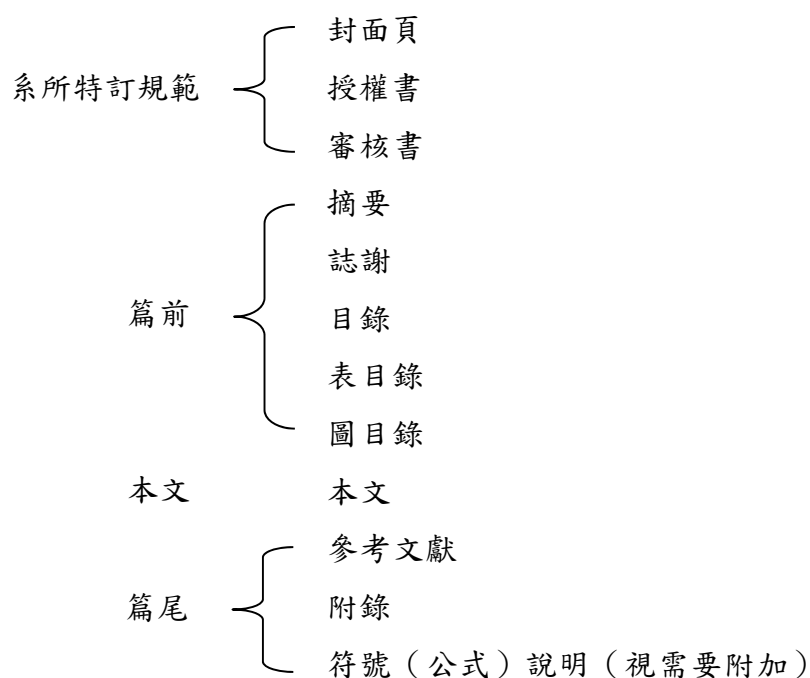 封面頁
系所特訂規範 授權書
審核書
摘要
誌謝
篇前 目錄
表目錄
圖目錄
本文 本文
參考文獻
篇尾 附錄
符號（公式）說明（視需要附加）